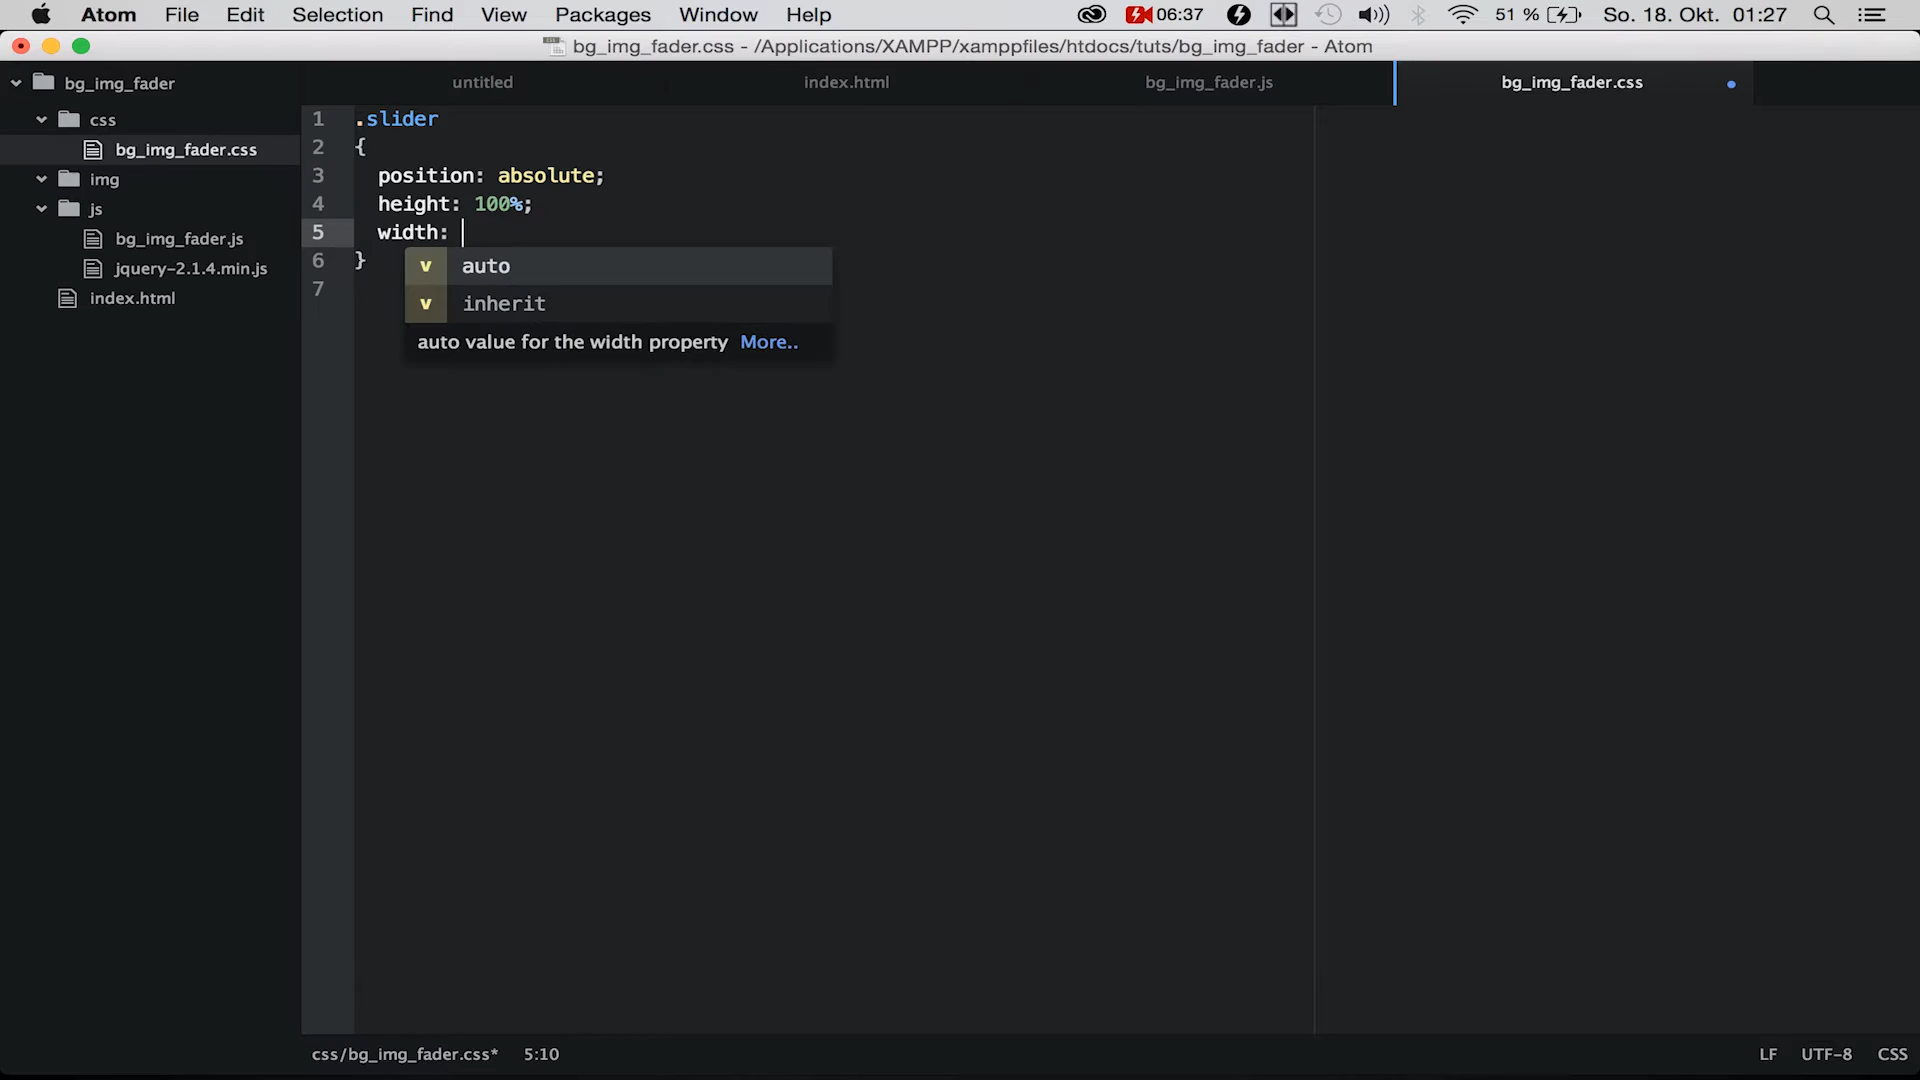 Atom File Edit Selection Find View Packages Window Help 06:37 51 % So. 18. Okt. 01:27
bg_img_fader.css - /Applications/XAMPP/xamppfiles/htdocs/tuts/bg_img_fader - Atom
bg_img_fader
css
bg_img_fader.css
img
js
bg_img_fader.js
jquery-2.1.4.min.js
index.html
untitled index.html bg_img_fader.js bg_img_fader.css
1 .slider
2 {
3 position: absolute;
4 height: 100%;
5 width:
6 }
7
v auto
v inherit
auto value for the width property More..
css/bg_img_fader.css* 5:10 LF UTF-8 CSS